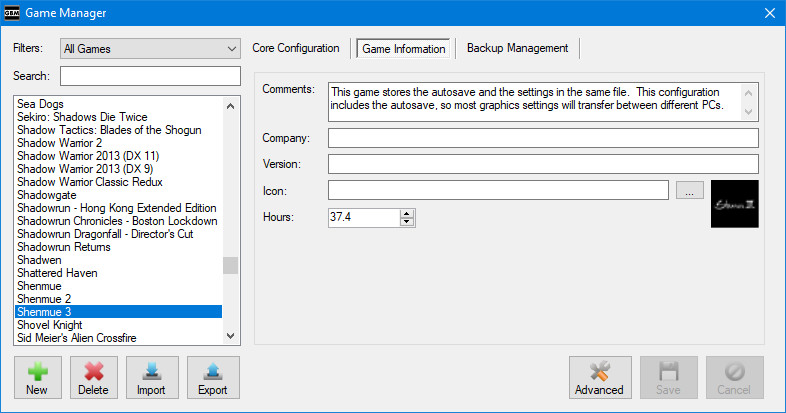 GBM Game Manager
Filters: All Games
Core Configuration Game Information Backup Management
Search:
Sea Dogs
Sekiro: Shadows Die Twice
Shadow Tactics: Blades of the Shogun
Shadow Warrior 2
Shadow Warrior 2013 (DX 11)
Shadow Warrior 2013 (DX 9)
Shadow Warrior Classic Redux
Shadowgate
Shadowrun - Hong Kong Extended Edition
Shadowrun Chronicles - Boston Lockdown
Shadowrun Dragonfall - Director's Cut
Shadowrun Returns
Shadwen
Shattered Haven
Shenmue
Shenmue 2
Shenmue 3
Shovel Knight
Sid Meier's Alien Crossfire
Comments: This game stores the autosave and the settings in the same file. This configuration
includes the autosave, so most graphics settings will transfer between different PCs.
Company:
Version:
Icon: ...
Shenmue III
Hours: 37.4
New Delete Import Export Advanced Save Cancel